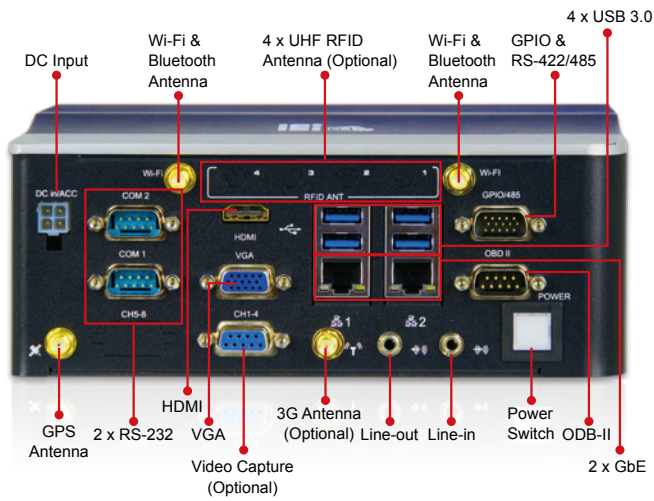 4 x USB 3.0
DC Input
Wi-Fi &
Bluetooth
Antenna
4 x UHF RFID
Antenna (Optional)
Wi-Fi &
Bluetooth
Antenna
GPIO &
RS-422/485
iEi
Wi-Fi
4 3 2 1
RFID ANT
Wi-Fi
DC in/ACC
COM 2
GPIO/485
HDMI
COM 1
VGA
OBD II
POWER
CH5-8
CH1-4
1
2
GPS
Antenna
2 x RS-232
HDMI
VGA
Video Capture
(Optional)
3G Antenna
(Optional)
Line-out
Line-in
Power
Switch
ODB-II
2 x GbE